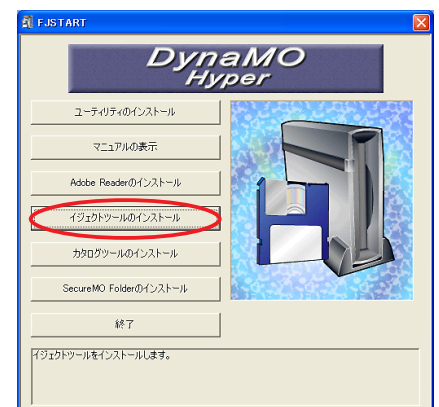 FJSTART
DynaMO
Hyper
ユーティリティのインストール
マニュアルの表示
Adobe Readerのインストール
イジェクトツールのインストール
カタログツールのインストール
SecureMO Folderのインストール
終了
イジェクトツールをインストールします。